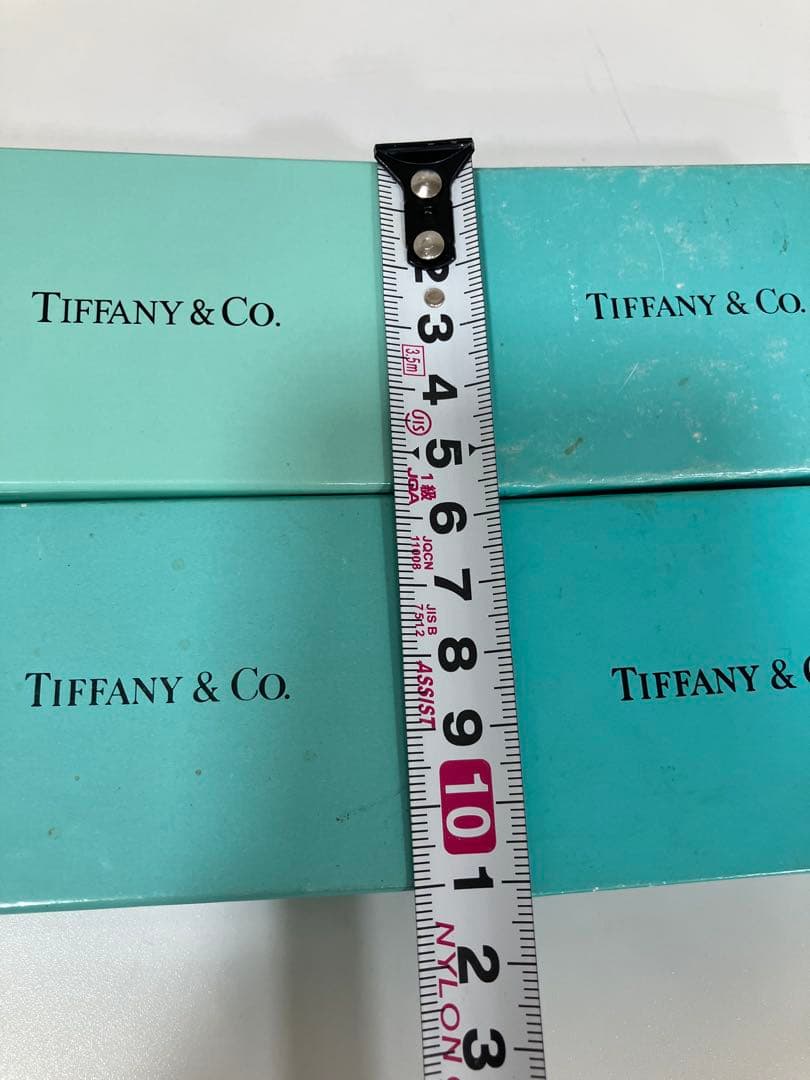 TIFFANY & CO.
TIFFANY & CO.
2
3
3.5m
4
JIS
5
1級
JQA
6
JQCN
11008
7
JIS B
7512
8
ASSIST
9
TIFFANY & CO.
TIFFANY &
10
1
NYLON
2
3